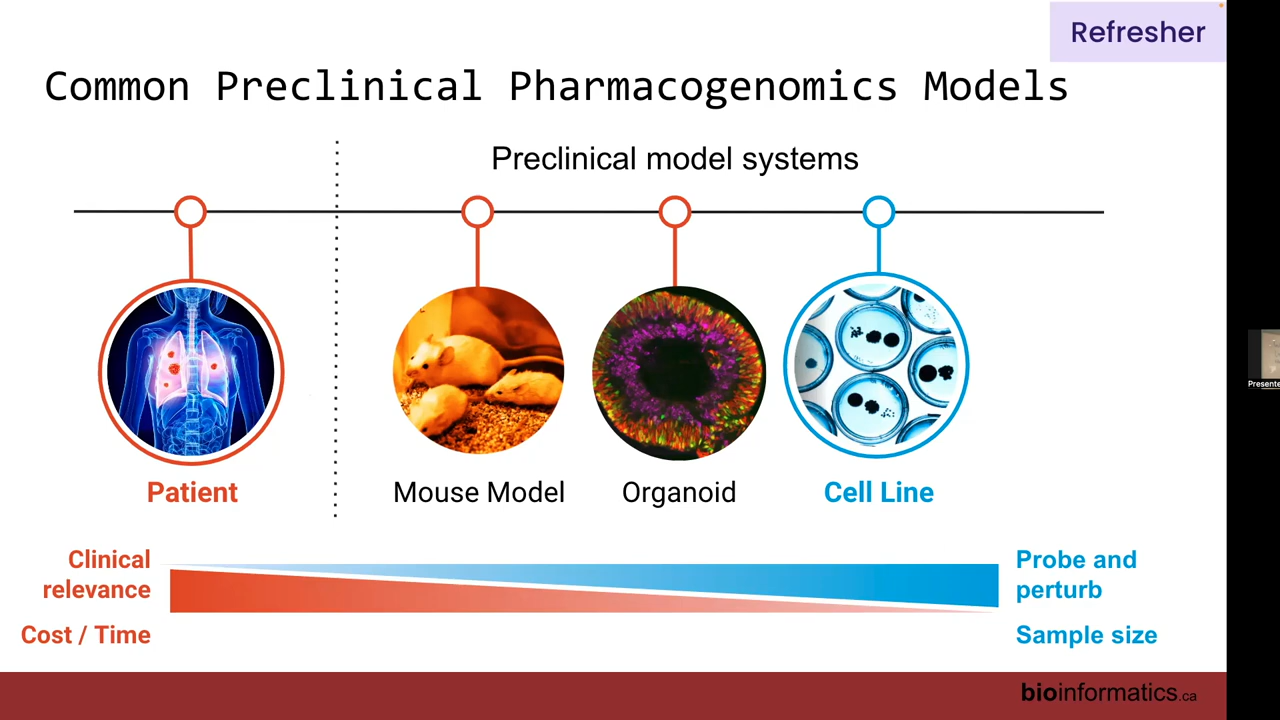 Refresher
Common Preclinical Pharmacogenomics Models
Preclinical model systems
Patient
Mouse Model
Organoid
Cell Line
Clinical
relevance
Probe and
perturb
Cost / Time
Sample size
bioinformatics.ca